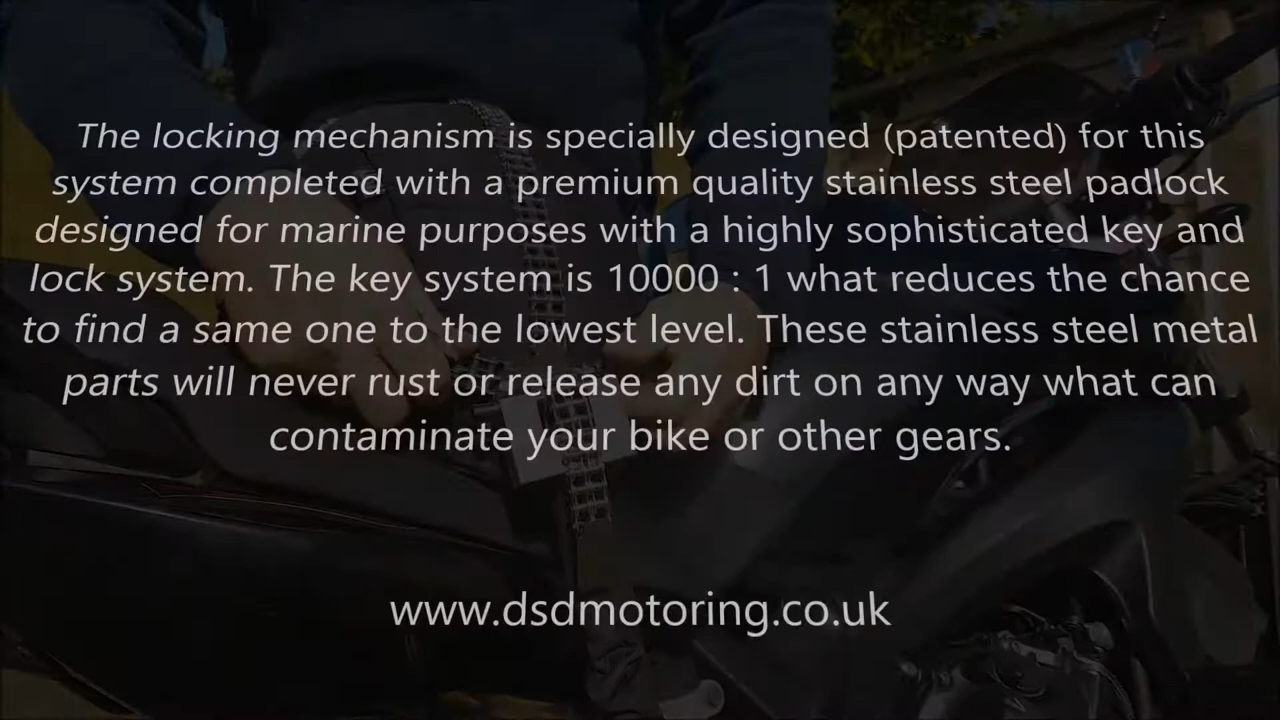 The locking mechanism is specially designed (patented) for this
system completed with a premium quality stainless steel padlock
designed for marine purposes with a highly sophisticated key and
lock system. The key system is 10000 : 1 what reduces the chance
to find a same one to the lowest level. These stainless steel metal
parts will never rust or release any dirt on any way what can
contaminate your bike or other gears.
www.dsdmotoring.co.uk